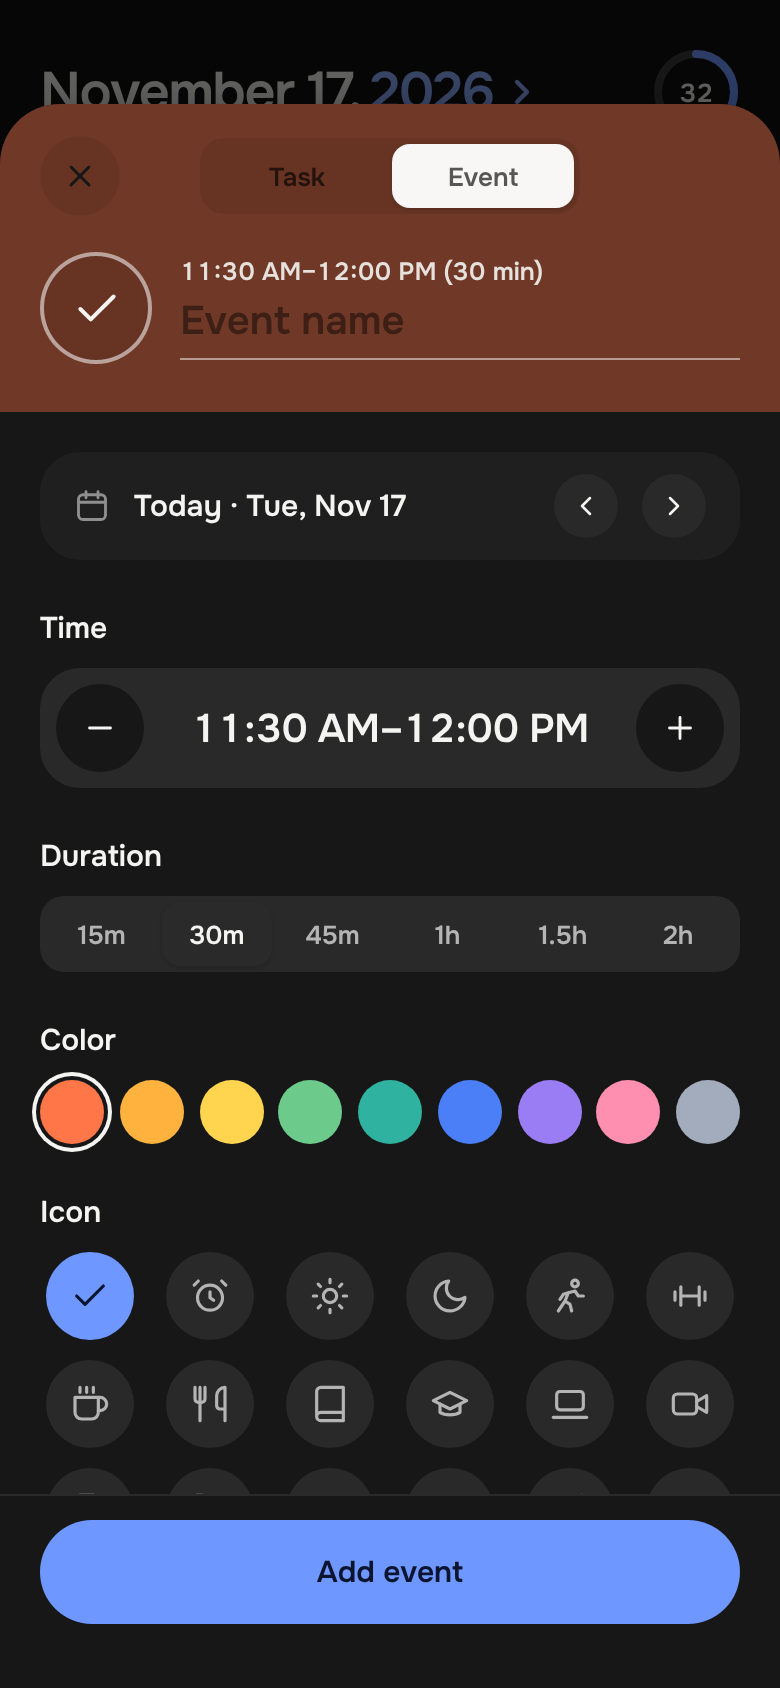 November 17, 2026
32
Task
Event
11:30 AM–12:00 PM (30 min)
Event name
Today · Tue, Nov 17
Time
11:30 AM–12:00 PM
Duration
15m 30m 45m 1h 1.5h 2h
Color
Icon
Add event